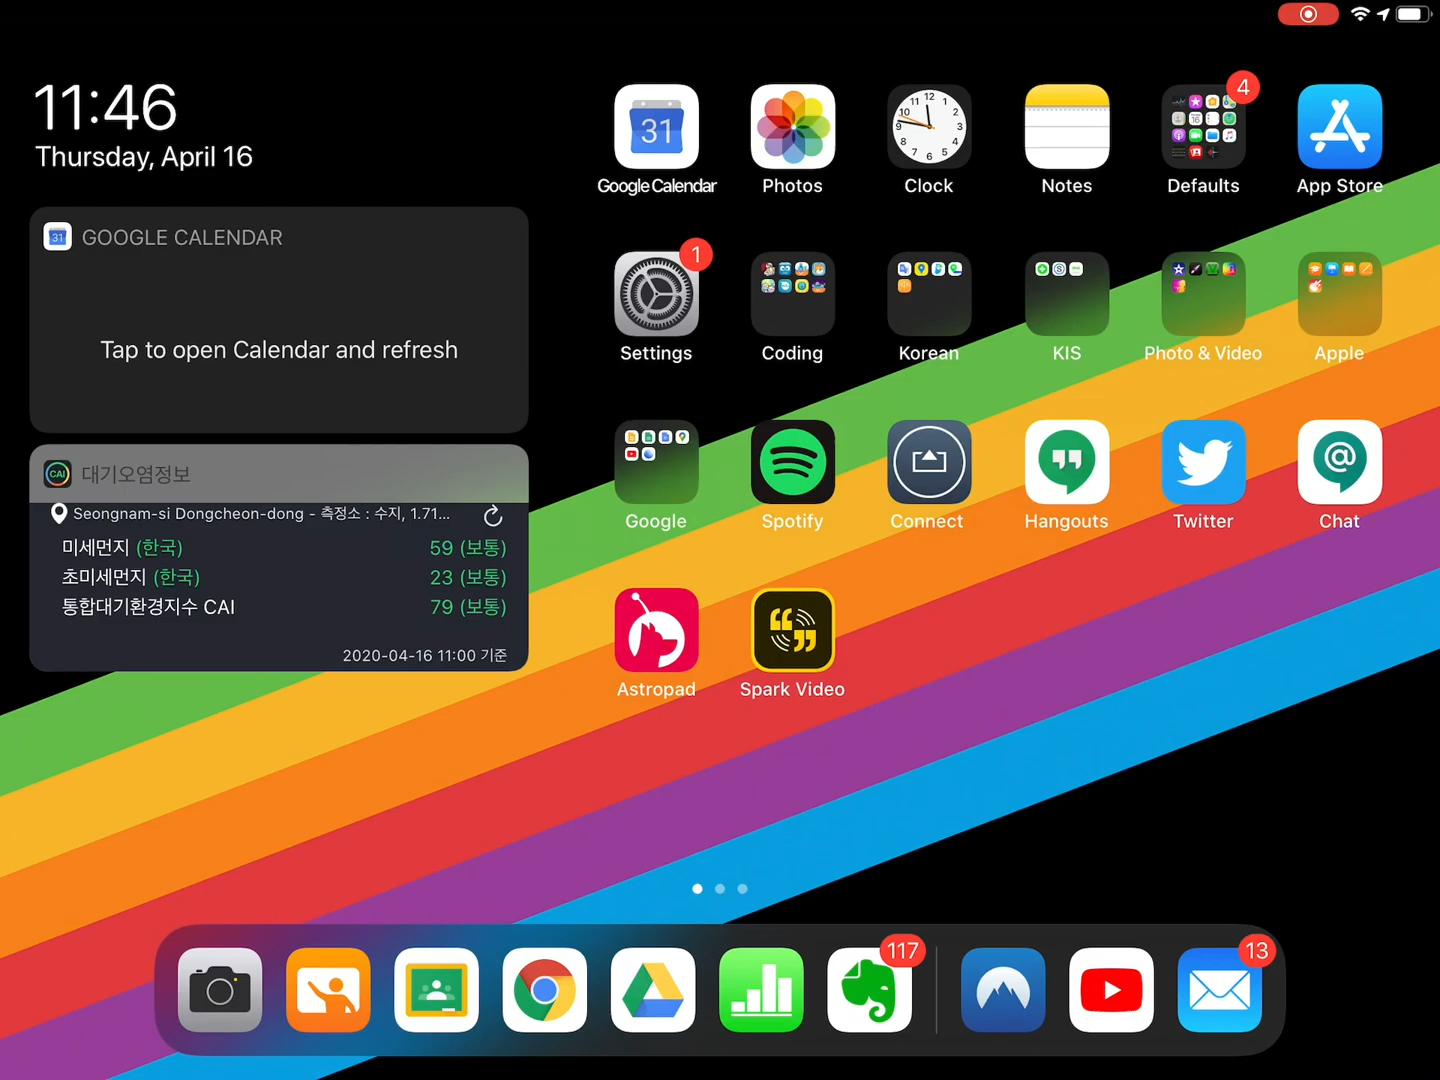 11:46
Thursday, April 16
GOOGLE CALENDAR
Tap to open Calendar and refresh
대기오염정보
Seongnam-si Dongcheon-dong - 측정소 : 수지, 1.71...
미세먼지 (한국) 59 (보통)
초미세먼지 (한국) 23 (보통)
통합대기환경지수 CAI 79 (보통)
2020-04-16 11:00 기준
31
4
Google Calendar
Photos
Clock
Notes
Defaults
App Store
1
Settings
Coding
Korean
KIS
Photo & Video
Apple
Google
Spotify
Connect
Hangouts
Twitter
Chat
Astropad
Spark Video
117
13